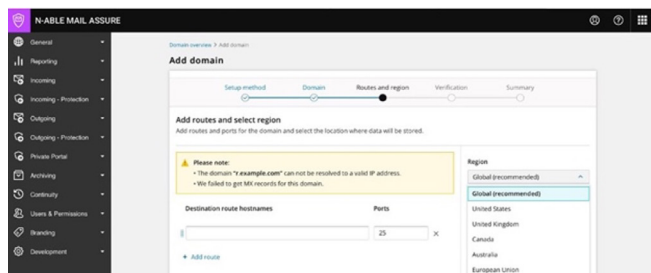 N-ABLE MAIL ASSURE
General
Reporting
Incoming
Incoming - Protection
Outgoing
Outgoing - Protection
Private Portal
Archiving
Continuity
Users & Permissions
Branding
Development
Domain overview > Add domain
Add domain
Setup method
Domain
Routes and region
Verification
Summary
Add routes and select region
Add routes and ports for the domain and select the location where data will be stored.
Please note:
• The domain "r.example.com" can not be resolved to a valid IP address.
• We failed to get MX records for this domain.
Destination route hostnames
Ports
25
+ Add route
Region
Global (recommended)
Global (recommended)
United States
United Kingdom
Canada
Australia
European Union